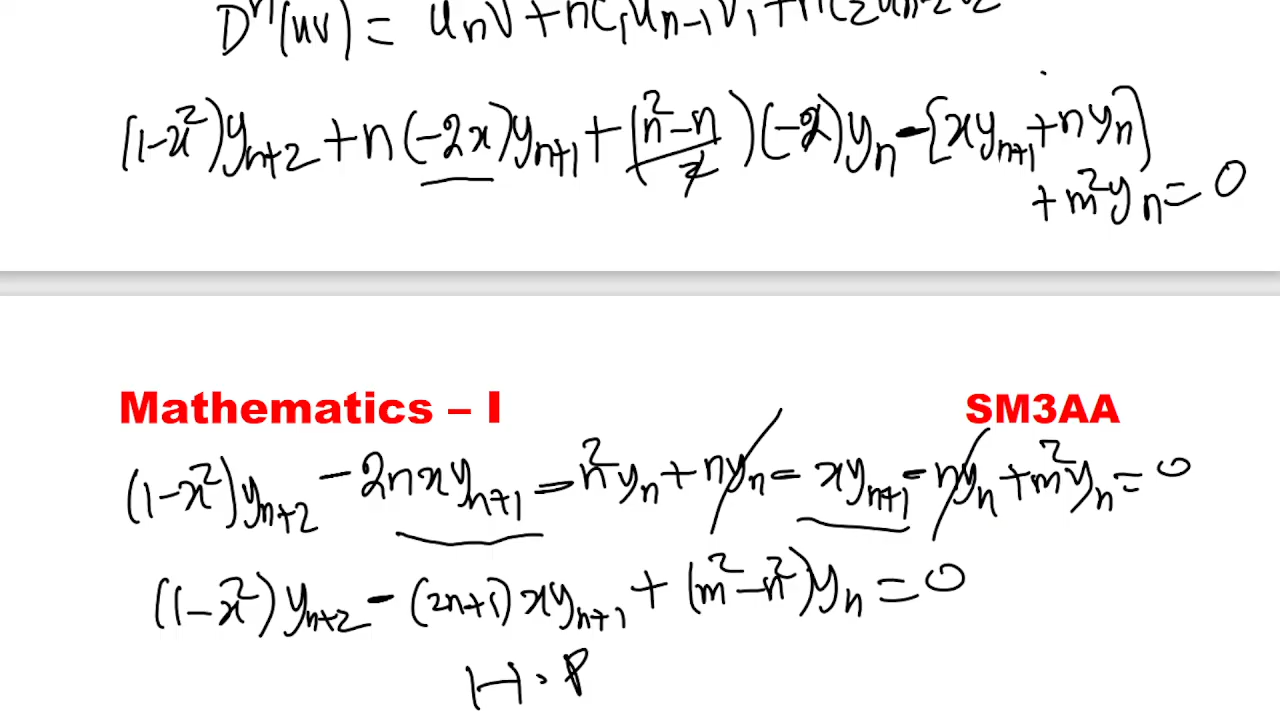 Dⁿ(uv) = uₙv + nC₁uₙ₋₁v₁ + nC₂uₙ₋₂v₂
(1-x²)yₙ₊₂ + n(-2x)yₙ₊₁ + (n²-n/2)(-2)yₙ - [xyₙ₊₁ + nyₙ]
+ m²yₙ = 0
Mathematics – I SM3AA
(1-x²)yₙ₊₂ - 2nxyₙ₊₁ - n²yₙ + nyₙ - xyₙ₊₁ - nyₙ + m²yₙ = 0
(1-x²)yₙ₊₂ - (2n+1)xyₙ₊₁ + (m²-n²)yₙ = 0
H.P